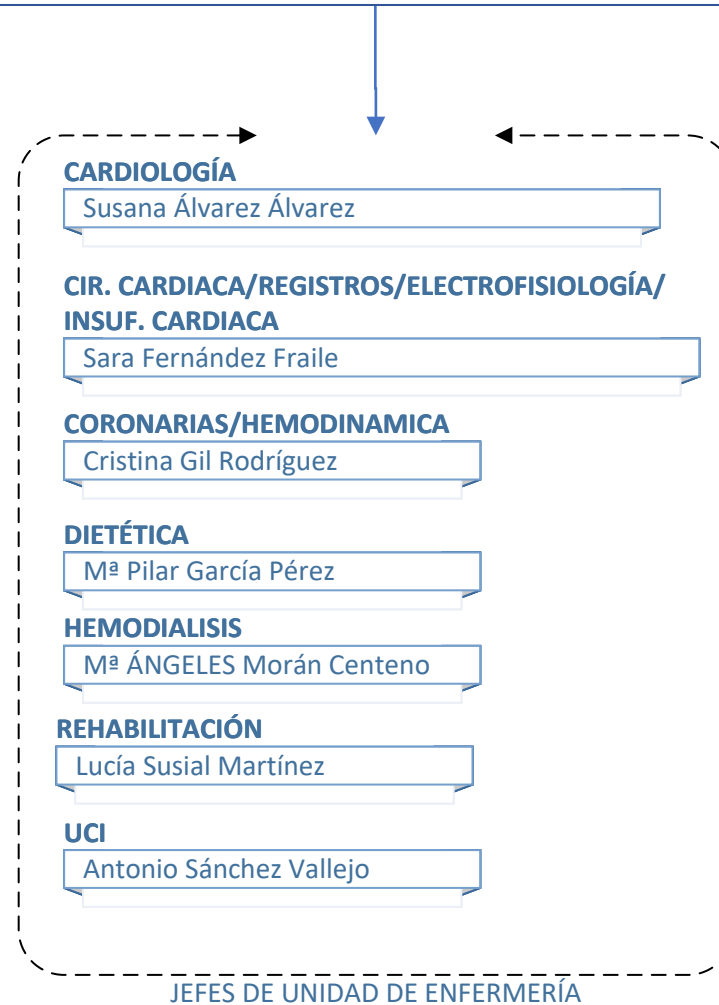 CARDIOLOGÍA
Susana Álvarez Álvarez
CIR. CARDIACA/REGISTROS/ELECTROFISIOLOGÍA/
INSUF. CARDIACA
Sara Fernández Fraile
CORONARIAS/HEMODINAMICA
Cristina Gil Rodríguez
DIETÉTICA
Mª Pilar García Pérez
HEMODIALISIS
Mª ÁNGELES Morán Centeno
REHABILITACIÓN
Lucía Susial Martínez
UCI
Antonio Sánchez Vallejo
JEFES DE UNIDAD DE ENFERMERÍA